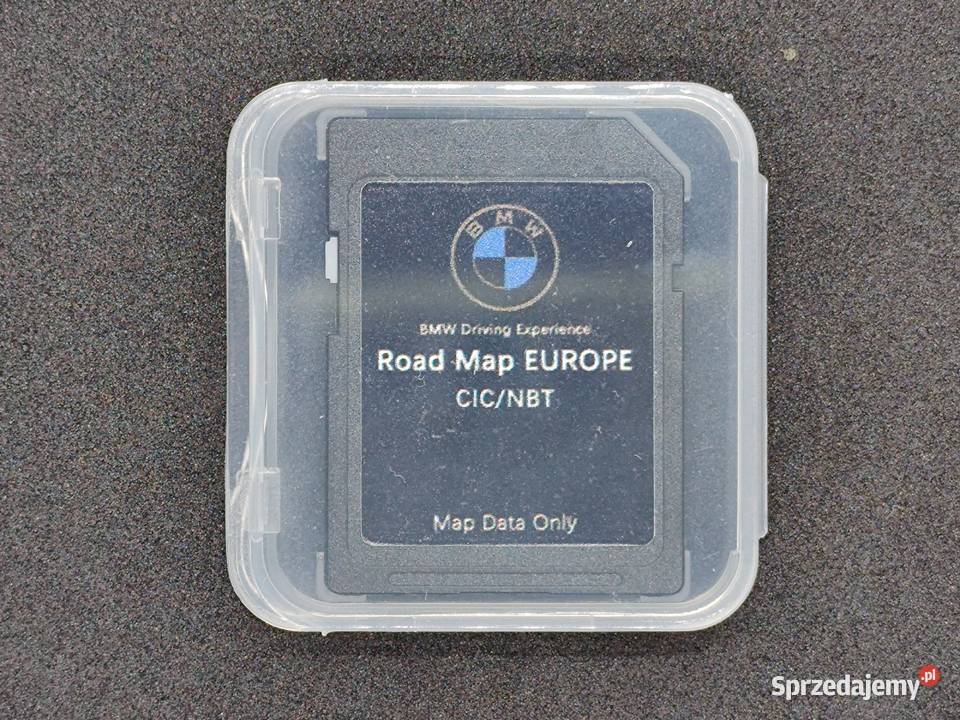 BMW
BMW Driving Experience
Road Map EUROPE
CIC/NBT
Map Data Only
Sprzedajemy.pl